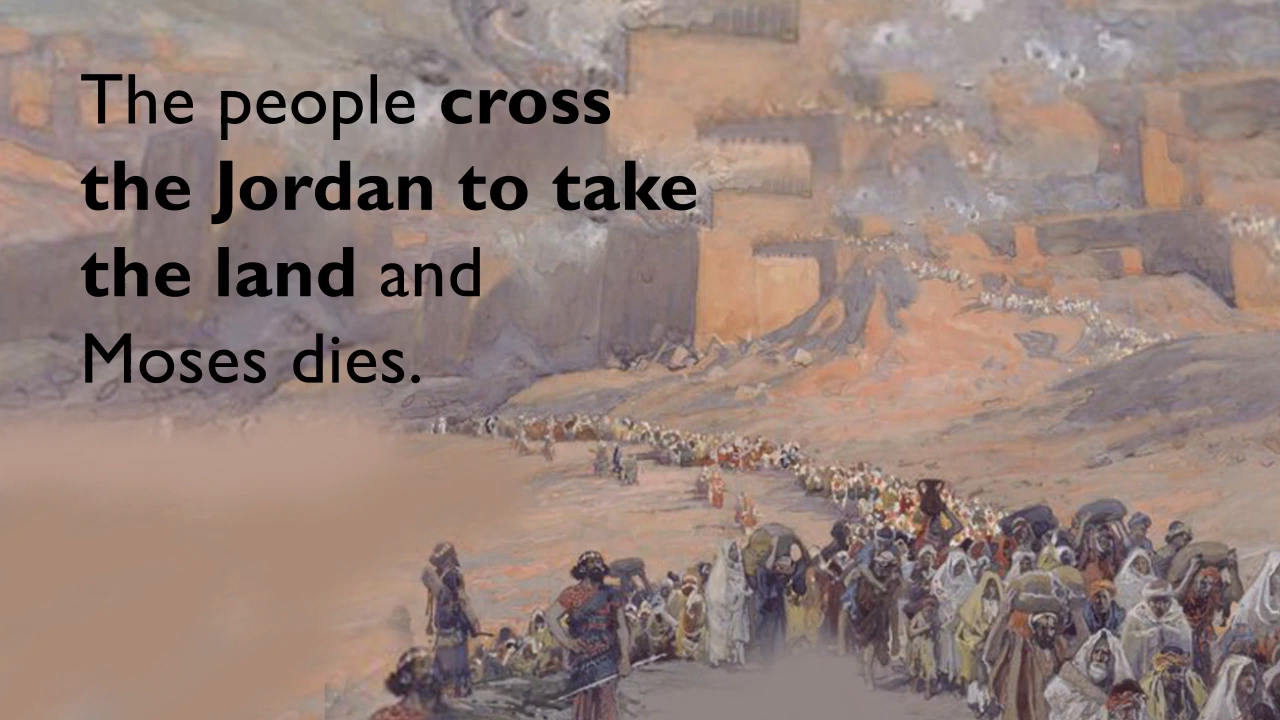 The people cross
the Jordan to take
the land and
Moses dies.